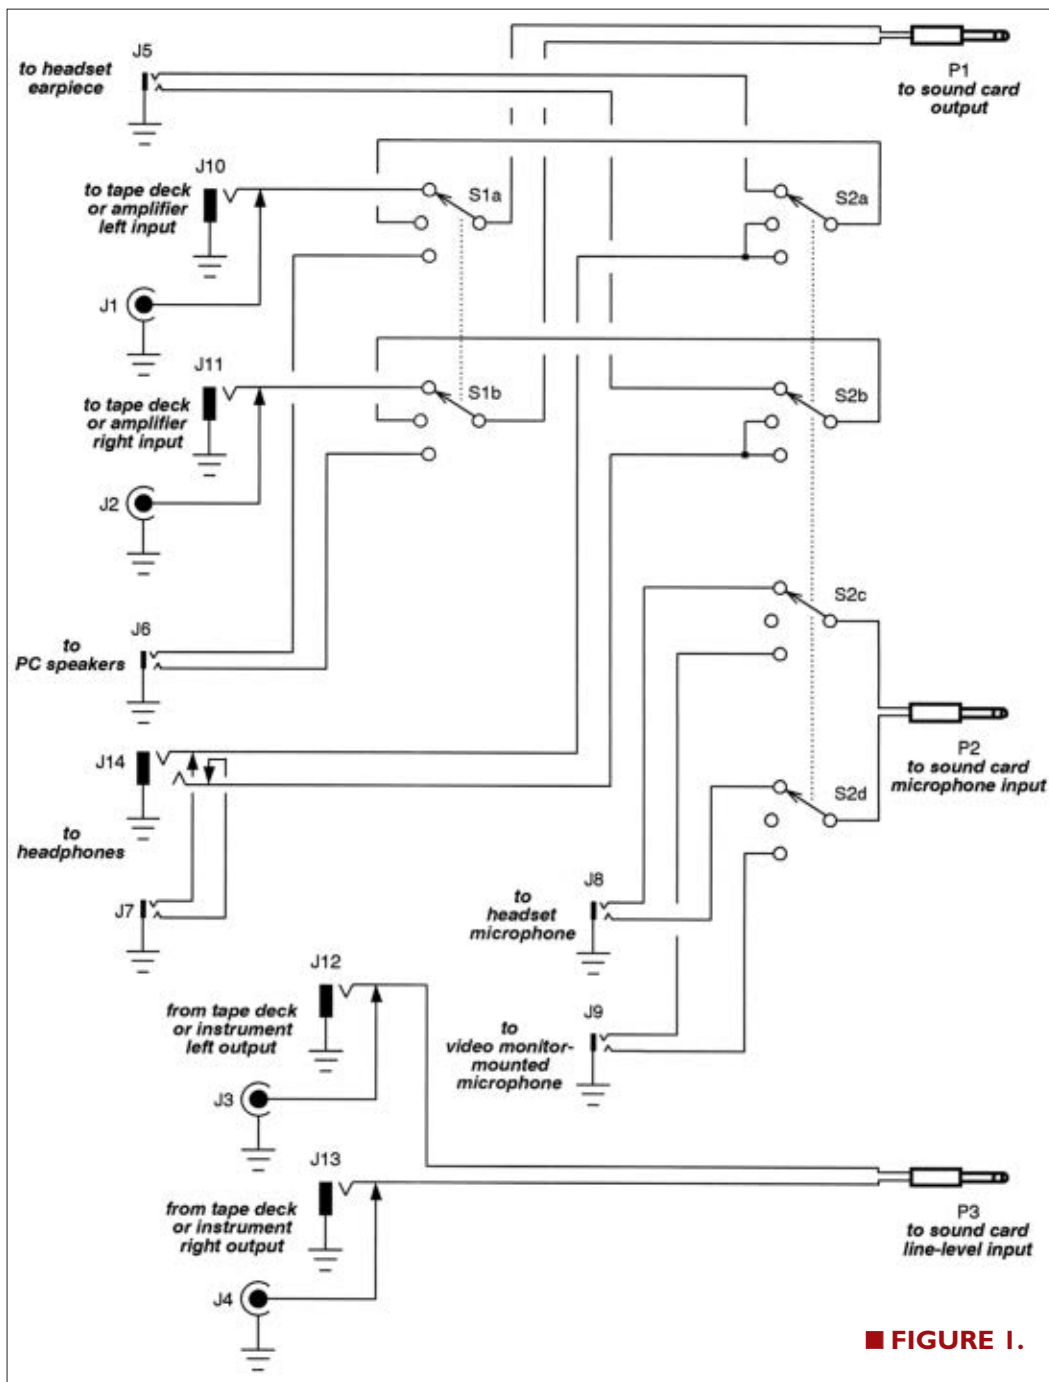 J5
to headset
earpiece
P1
to sound card
output
J10
to tape deck
or amplifier
left input
S1a
S2a
J1
J11
to tape deck
or amplifier
right input
S1b
S2b
J2
S2c
J6
to
PC speakers
J14
P2
to sound card
microphone input
S2d
to
headphones
J7
J8
to
headset
microphone
J12
from tape deck
or instrument
left output
J9
to
video monitor-
mounted
microphone
J3
J13
from tape deck
or instrument
right output
P3
to sound card
line-level input
J4
■ FIGURE 1.